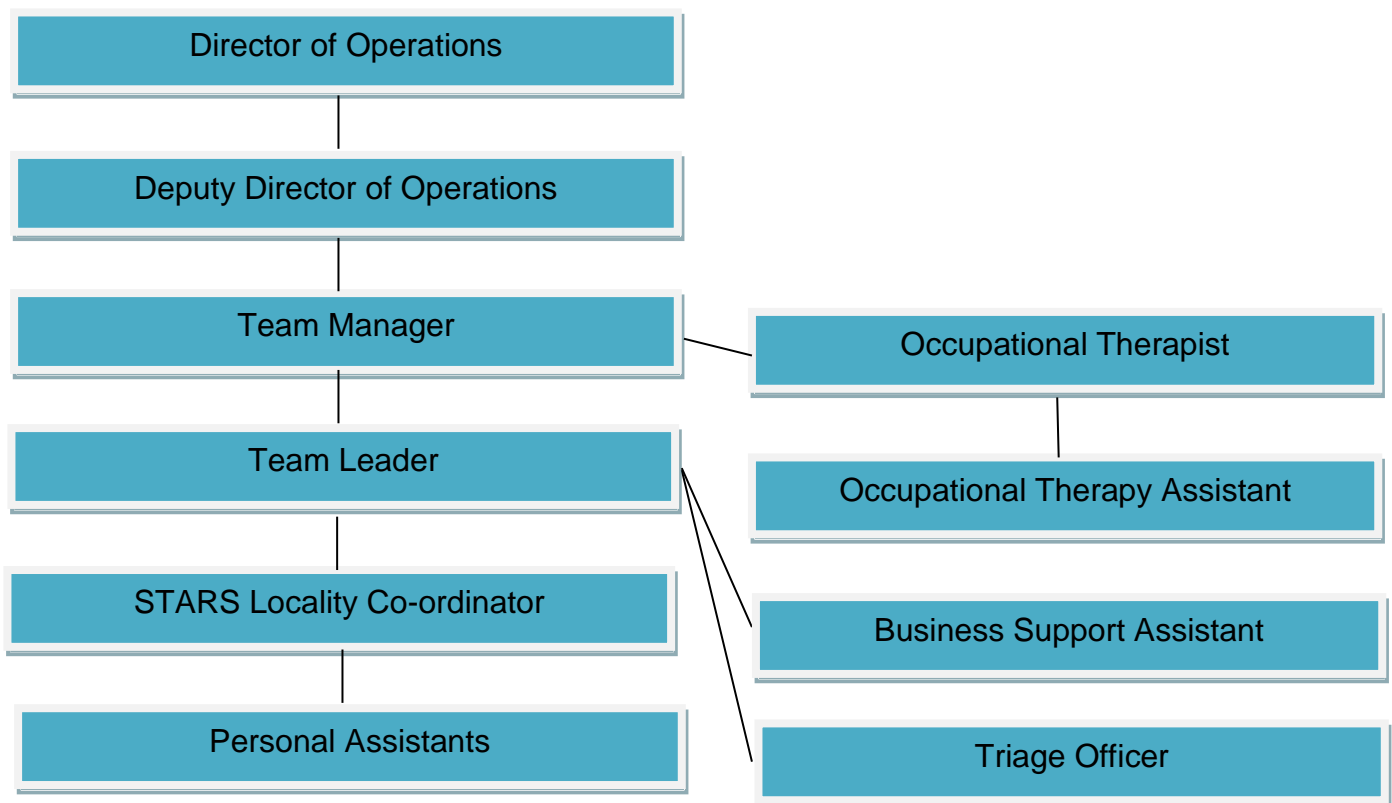 Director of Operations
Deputy Director of Operations
Team Manager
Occupational Therapist
Team Leader
Occupational Therapy Assistant
STARS Locality Co-ordinator
Business Support Assistant
Personal Assistants
Triage Officer